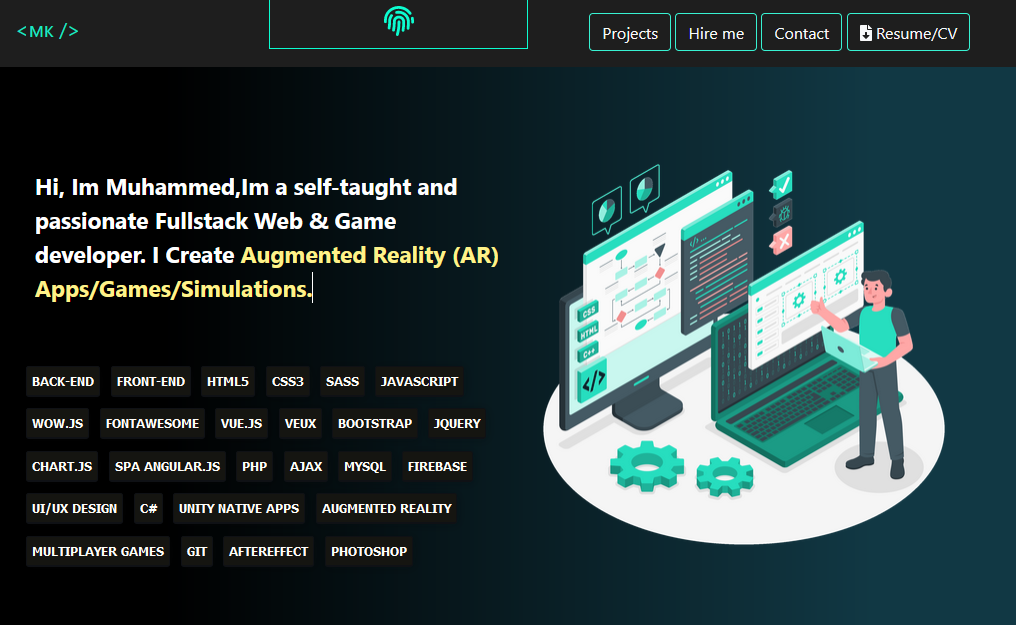 <MK />
Projects
Hire me
Contact
Resume/CV
Hi, Im Muhammed,Im a self-taught and
passionate Fullstack Web & Game
developer. I Create Augmented Reality (AR)
Apps/Games/Simulations.
BACK-END FRONT-END HTML5 CSS3 SASS JAVASCRIPT
WOW.JS FONTAWESOME VUE.JS VEUX BOOTSTRAP JQUERY
CHART.JS SPA ANGULAR.JS PHP AJAX MYSQL FIREBASE
UI/UX DESIGN C# UNITY NATIVE APPS AUGMENTED REALITY
MULTIPLAYER GAMES GIT AFTEREFFECT PHOTOSHOP
CSS
HTML
C++
</>